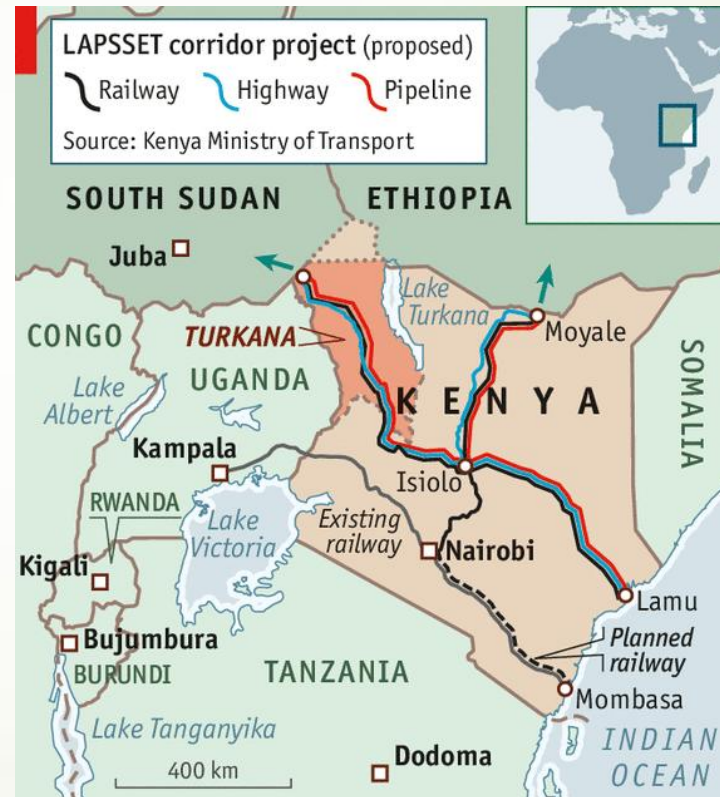 LAPSSET corridor project (proposed)
Railway Highway Pipeline
Source: Kenya Ministry of Transport
SOUTH SUDAN
ETHIOPIA
Juba
Lake
Turkana
Moyale
CONGO
TURKANA
UGANDA
Lake
Albert
KENYA
SOMALIA
Kampala
Isiolo
RWANDA
Lake
Victoria
Existing
railway
Nairobi
Kigali
Lamu
Bujumbura
BURUNDI
Planned
railway
TANZANIA
Mombasa
Lake Tanganyika
INDIAN
OCEAN
Dodoma
400 km